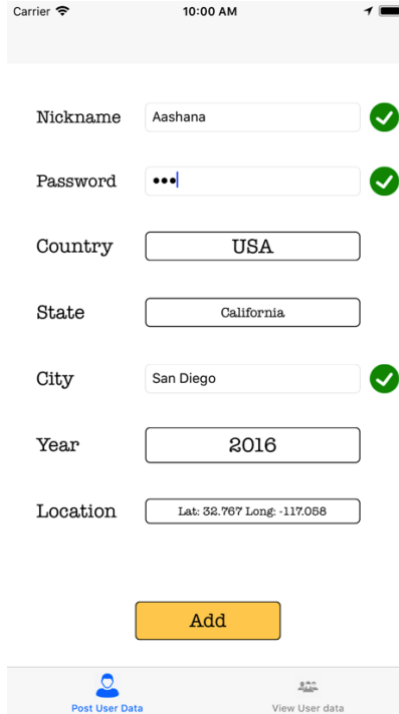 Carrier 10:00 AM
Nickname Aashana
Password •••
Country USA
State California
City San Diego
Year 2016
Location Lat: 32.767 Long: -117.058
Add
Post User Data View User data